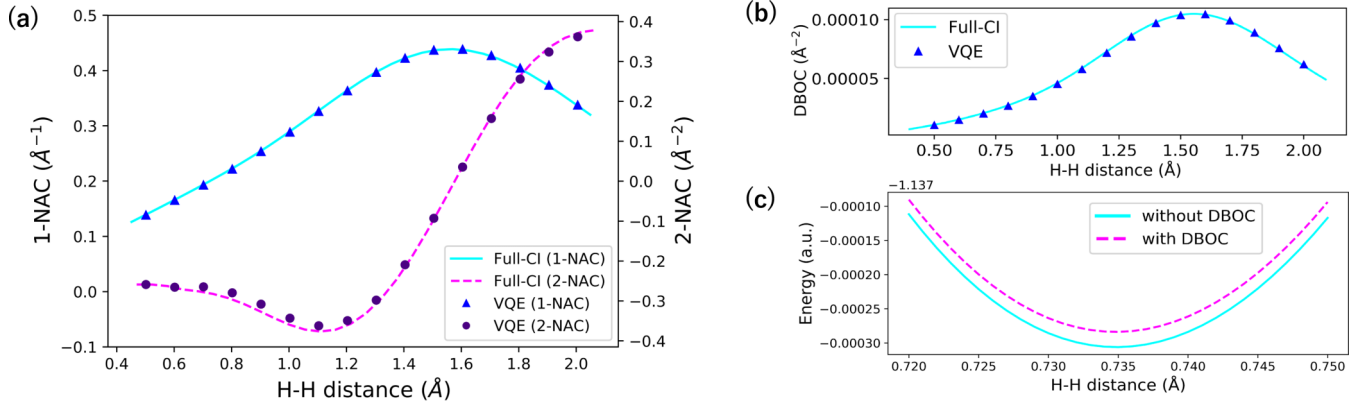 (a)
0.5
0.4
0.3
0.2
0.1
0.0
−0.1
1-NAC (Å⁻¹)
0.4
0.3
0.2
0.1
0.0
−0.1
−0.2
−0.3
−0.4
2-NAC (Å⁻²)
Full-CI (1-NAC)
Full-CI (2-NAC)
VQE (1-NAC)
VQE (2-NAC)
0.4 0.6 0.8 1.0 1.2 1.4 1.6 1.8 2.0
H-H distance (Å)
(b)
0.00010
0.00005
DBOC (Å⁻²)
Full-CI
VQE
0.50 0.75 1.00 1.25 1.50 1.75 2.00
H-H distance (Å)
(c)
−1.137
−0.00010
−0.00015
−0.00020
−0.00025
−0.00030
Energy (a.u.)
without DBOC
with DBOC
0.720 0.725 0.730 0.735 0.740 0.745 0.750
H-H distance (Å)